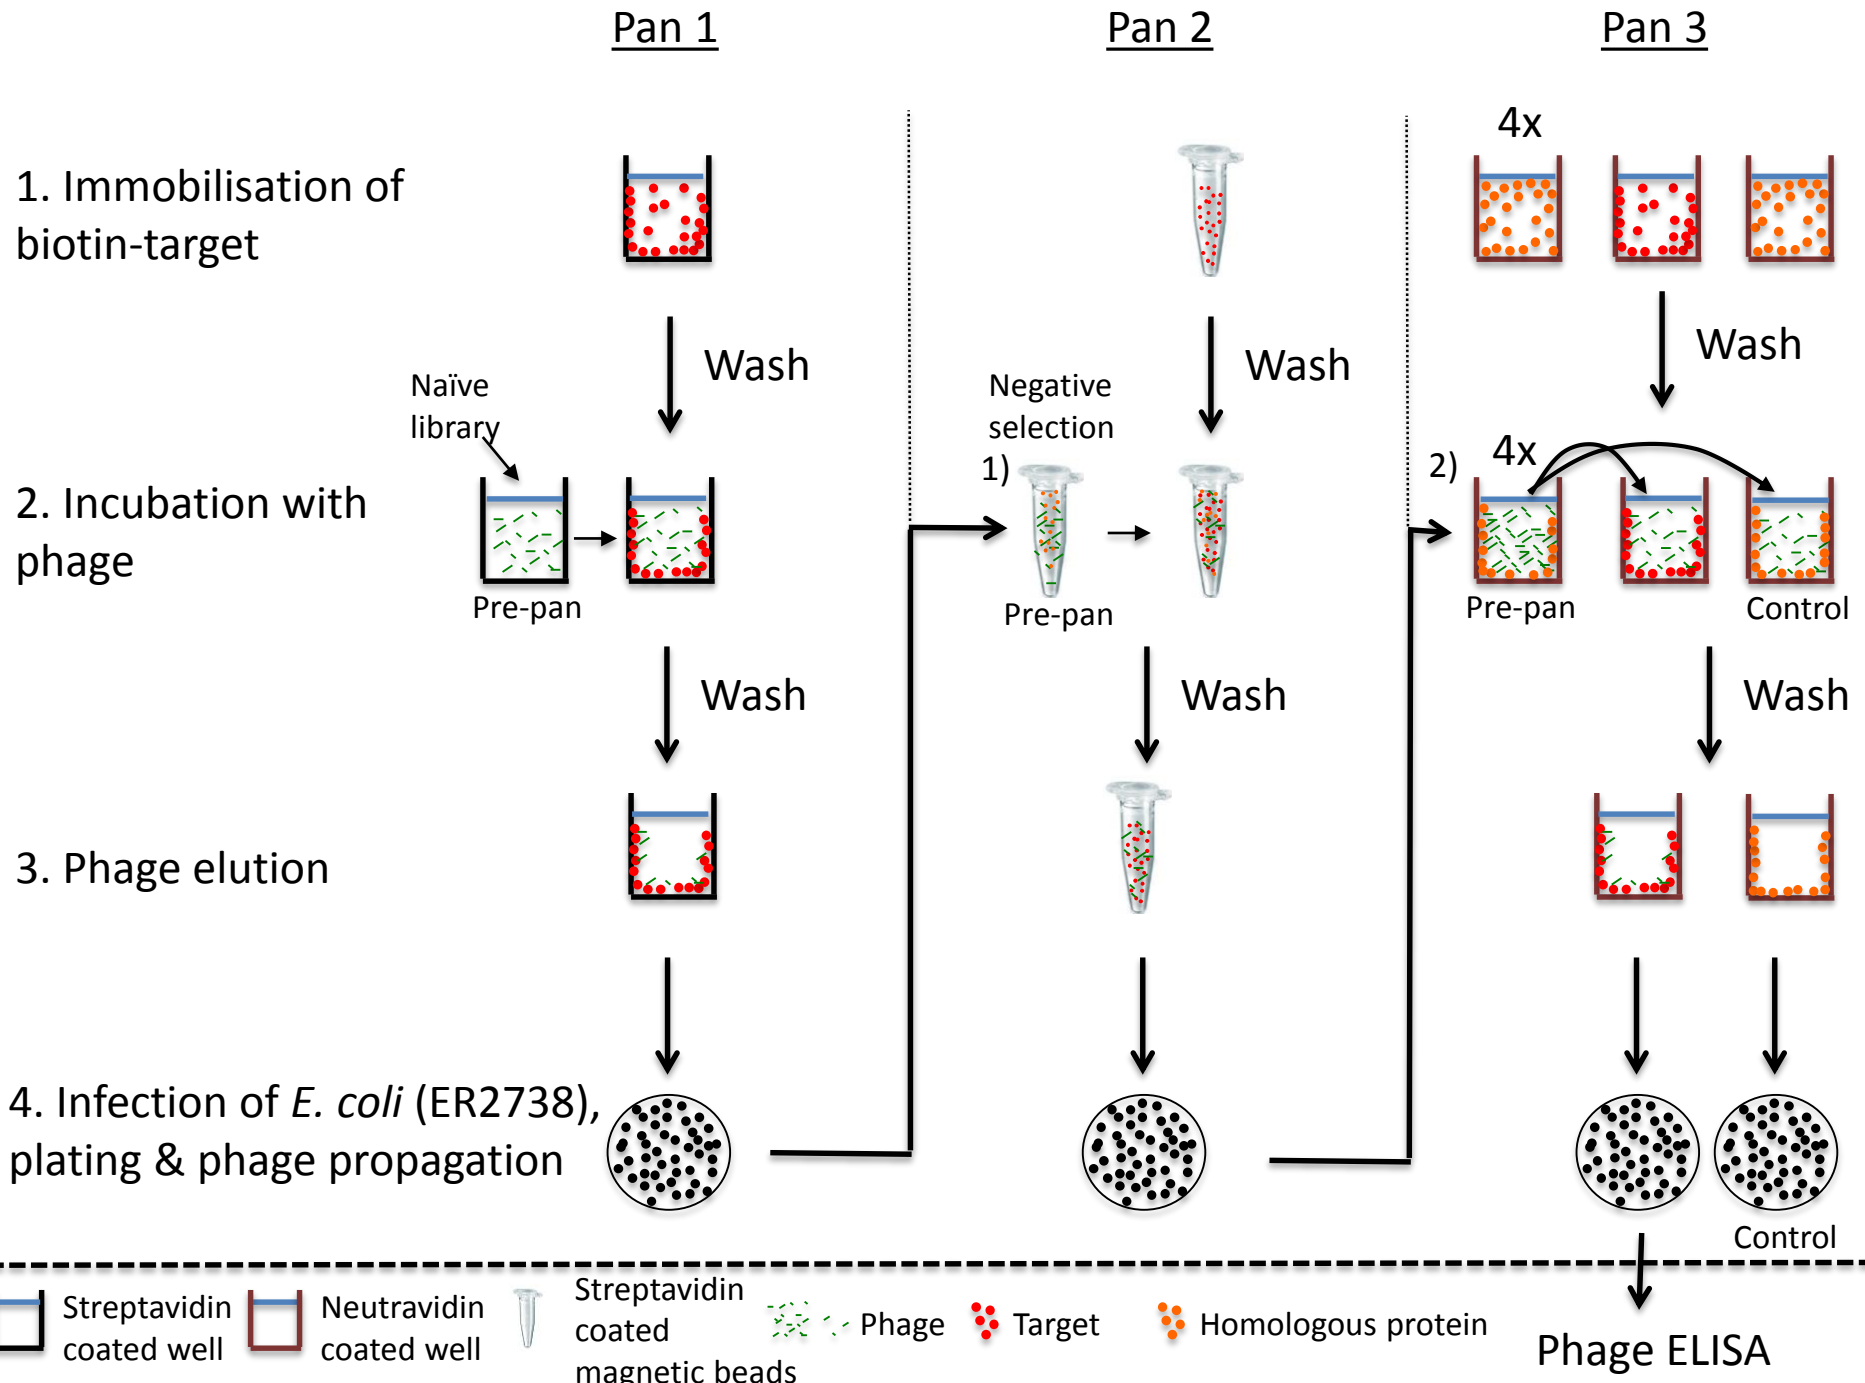 Pan 1
Pan 2
Pan 3
4x
1. Immobilisation of
biotin-target
Wash
Wash
Wash
Naïve
library
Negative
selection
1)
2)
4x
2. Incubation with
phage
Pre-pan
Pre-pan
Pre-pan
Control
Wash
Wash
Wash
3. Phage elution
4. Infection of E. coli (ER2738),
plating & phage propagation
Control
Streptavidin
coated well
Neutravidin
coated well
Streptavidin
coated
magnetic beads
Phage
Target
Homologous protein
Phage ELISA